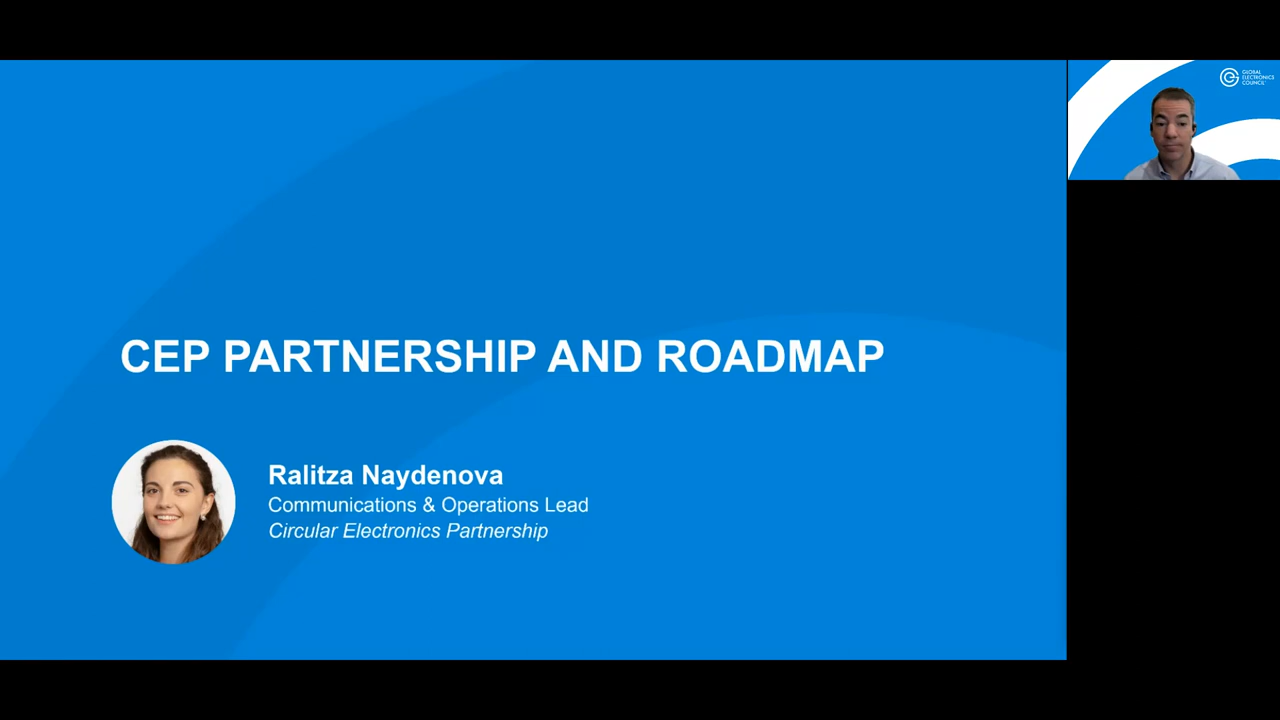 CEP PARTNERSHIP AND ROADMAP
Ralitza Naydenova
Communications & Operations Lead
Circular Electronics Partnership
GLOBAL
ELECTRONICS
COUNCIL